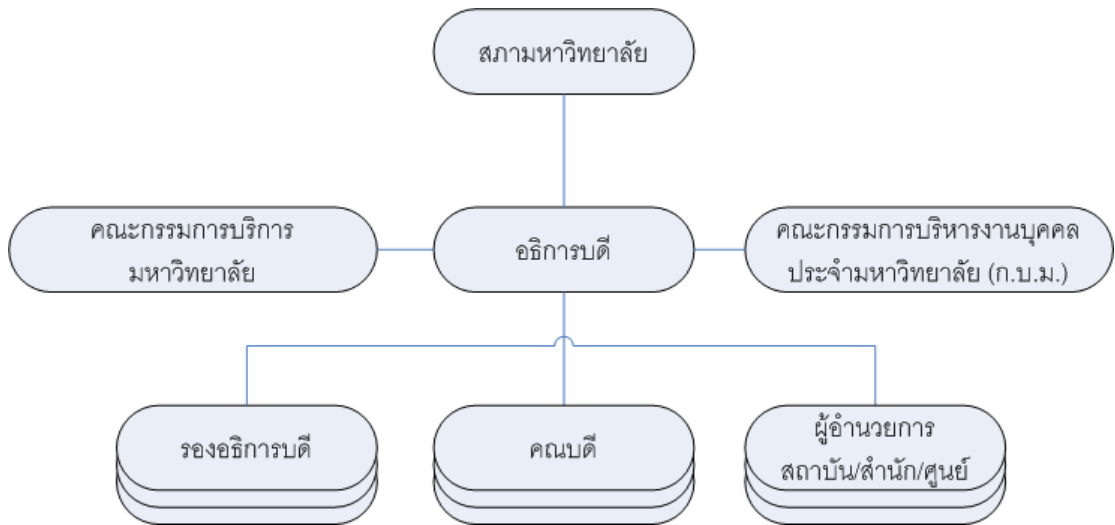 สภามหาวิทยาลัย
คณะกรรมการบริการ
มหาวิทยาลัย
อธิการบดี
คณะกรรมการบริหารงานบุคคล
ประจำมหาวิทยาลัย (ก.บ.ม.)
รองอธิการบดี
คณบดี
ผู้อำนวยการ
สถาบัน/สำนัก/ศูนย์